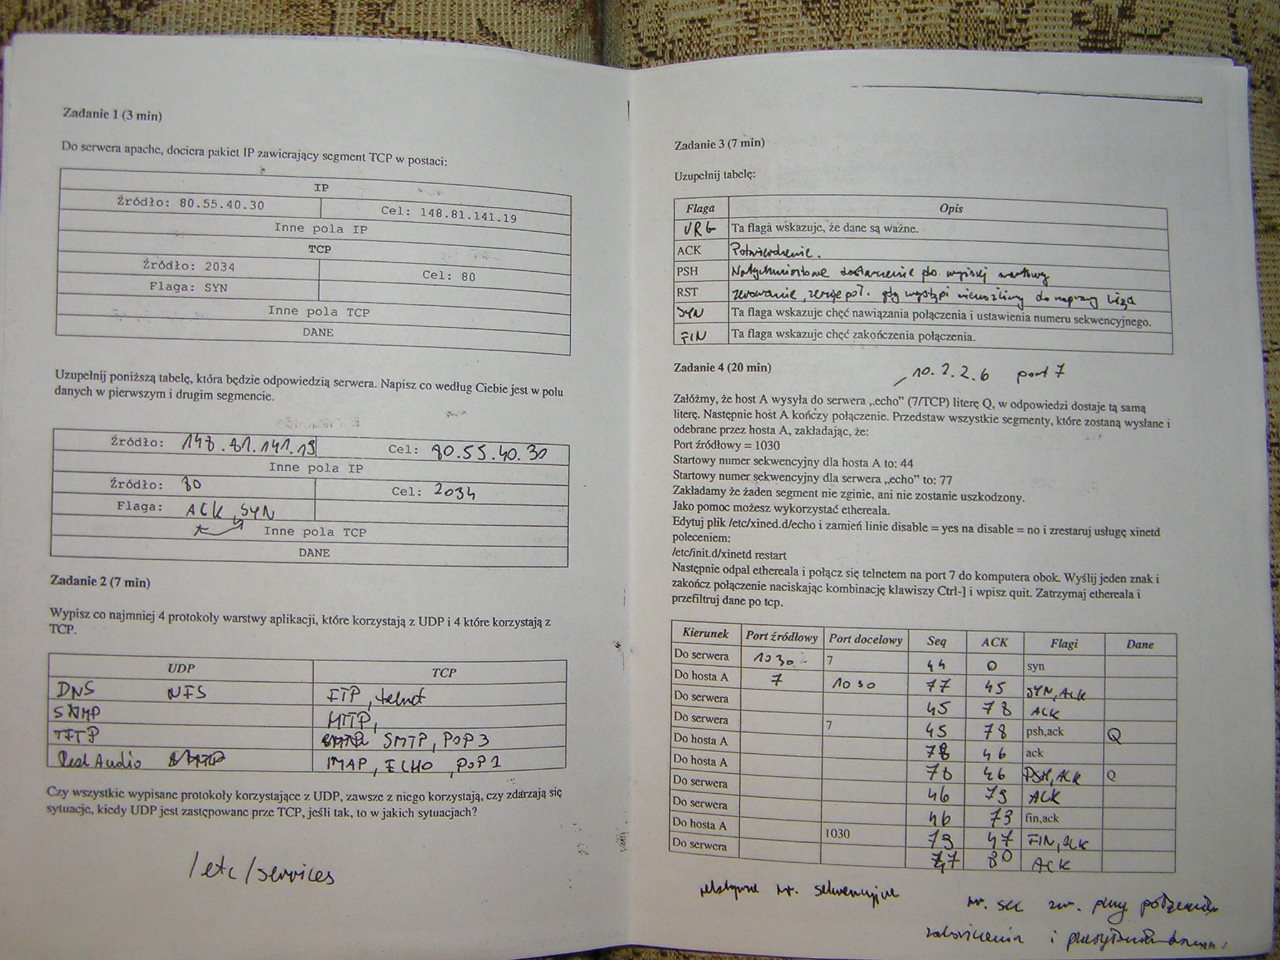 Zadanie 1 (3 min)
Do serwera apache, dociera pakiet IP zawierający segment TCP w postaci:
IP
Źródło: 80.55.40.30 Cel: 148.81.141.19
Inne pola IP
TCP
Źródło: 2034 Cel: 80
Flaga: SYN
Inne pola TCP
DANE
Uzupełnij poniższą tabelę, która będzie odpowiedzią serwera. Napisz co według Ciebie jest w polu
danych w pierwszym i drugim segmencie.
Źródło: 148.81.141.19 Cel: 80.55.40.30
Inne pola IP
Źródło: 80 Cel: 2034
Flaga: ACK, SYN
Inne pola TCP
DANE
Zadanie 2 (7 min)
Wypisz co najmniej 4 protokoły warstwy aplikacji, które korzystają z UDP i 4 które korzystają z
TCP.
UDP TCP
DNS NFS FTP, telnet
SNMP HTTP,
TFTP SMTP, POP3
Real Audio IMAP, ECHO, POP2
Czy wszystkie wypisane protokoły korzystające z UDP, zawsze z niego korzystają, czy zdarzają się
sytuacje, kiedy UDP jest zastępowane prze TCP, jeśli tak, to w jakich sytuacjach?
/etc/services
Zadanie 3 (7 min)
Uzupełnij tabelę:
Flaga Opis
URG Ta flaga wskazuje, że dane są ważne.
ACK Potwierdzenie.
PSH Natychmiastowe dostarczenie do wyższej warstwy
RST zerowanie, zeruje poł. gdy wystąpi niemożliwy do naprawy błąd
SYN Ta flaga wskazuje chęć nawiązania połączenia i ustawienia numeru sekwencyjnego.
FIN Ta flaga wskazuje chęć zakończenia połączenia.
Zadanie 4 (20 min)
10.2.2.6 port 7
Załóżmy, że host A wysyła do serwera „echo” (7/TCP) literę Q, w odpowiedzi dostaje tą samą
literę. Następnie host A kończy połączenie. Przedstaw wszystkie segmenty, które zostaną wysłane i
odebrane przez hosta A, zakładając, że:
Port źródłowy = 1030
Startowy numer sekwencyjny dla hosta A to: 44
Startowy numer sekwencyjny dla serwera „echo” to: 77
Zakładamy że żaden segment nie zginie, ani nie zostanie uszkodzony.
Jako pomoc możesz wykorzystać ethereala.
Edytuj plik /etc/xined.d/echo i zamień linie disable = yes na disable = no i zrestaruj usługę xinetd
poleceniem:
/etc/init.d/xinetd restart
Następnie odpal ethereala i połącz się telnetem na port 7 do komputera obok. Wyślij jeden znak i
zakończ połączenie naciskając kombinację klawiszy Ctrl-] i wpisz quit. Zatrzymaj ethereala i
przefiltruj dane po tcp.
Kierunek Port źródłowy Port docelowy Seq ACK Flagi Dane
Do serwera 1030 7 44 0 syn
Do hosta A 7 1030 77 45 SYN, Ack
Do serwera 45 78 ACK
Do serwera 7 45 78 psh,ack Q
Do hosta A 78 46 ack
Do hosta A 78 46 PSH, ACK Q
Do serwera 46 79 ACK
Do serwera 46 79 fin,ack
Do hosta A 1030 79 47 FIN, ACK
Do serwera 47 80 ACK
relatywne nr. sekwencyjne
nr. sek zw. przy połączeniu
zakończenia i